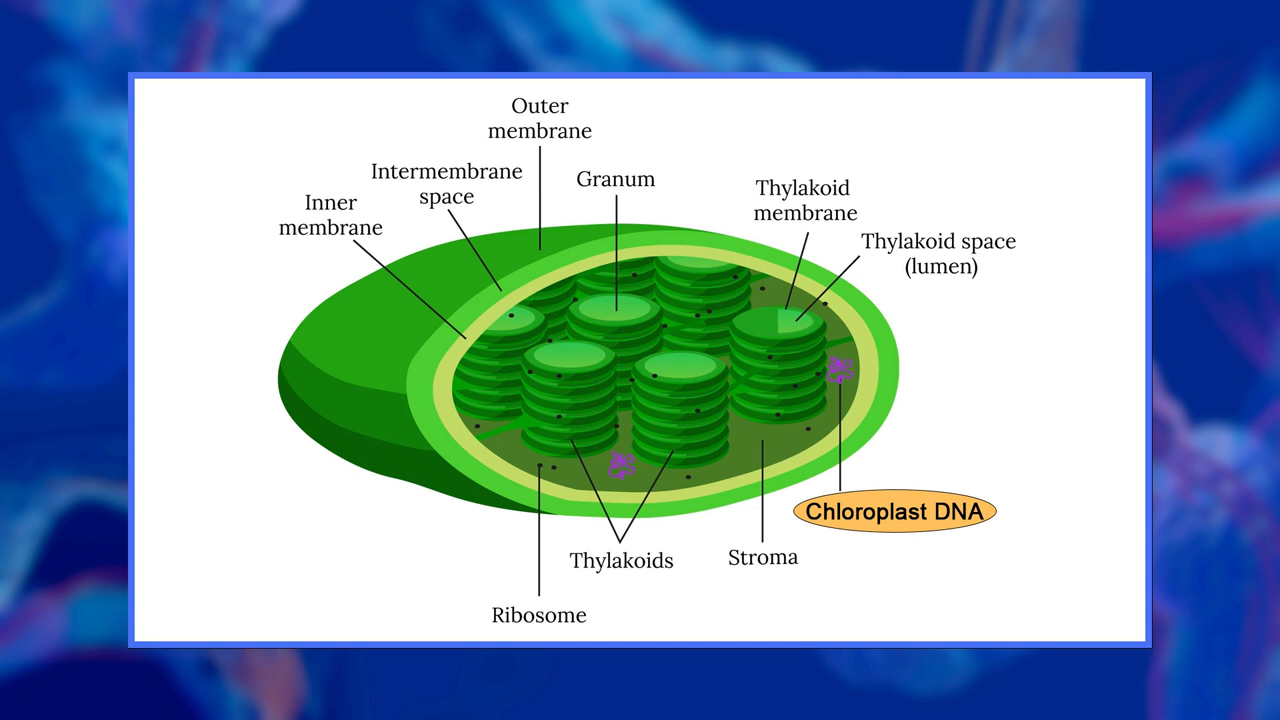 Outer
membrane
Intermembrane
space
Granum
Thylakoid
membrane
Inner
membrane
Thylakoid space
(lumen)
Chloroplast DNA
Thylakoids
Stroma
Ribosome